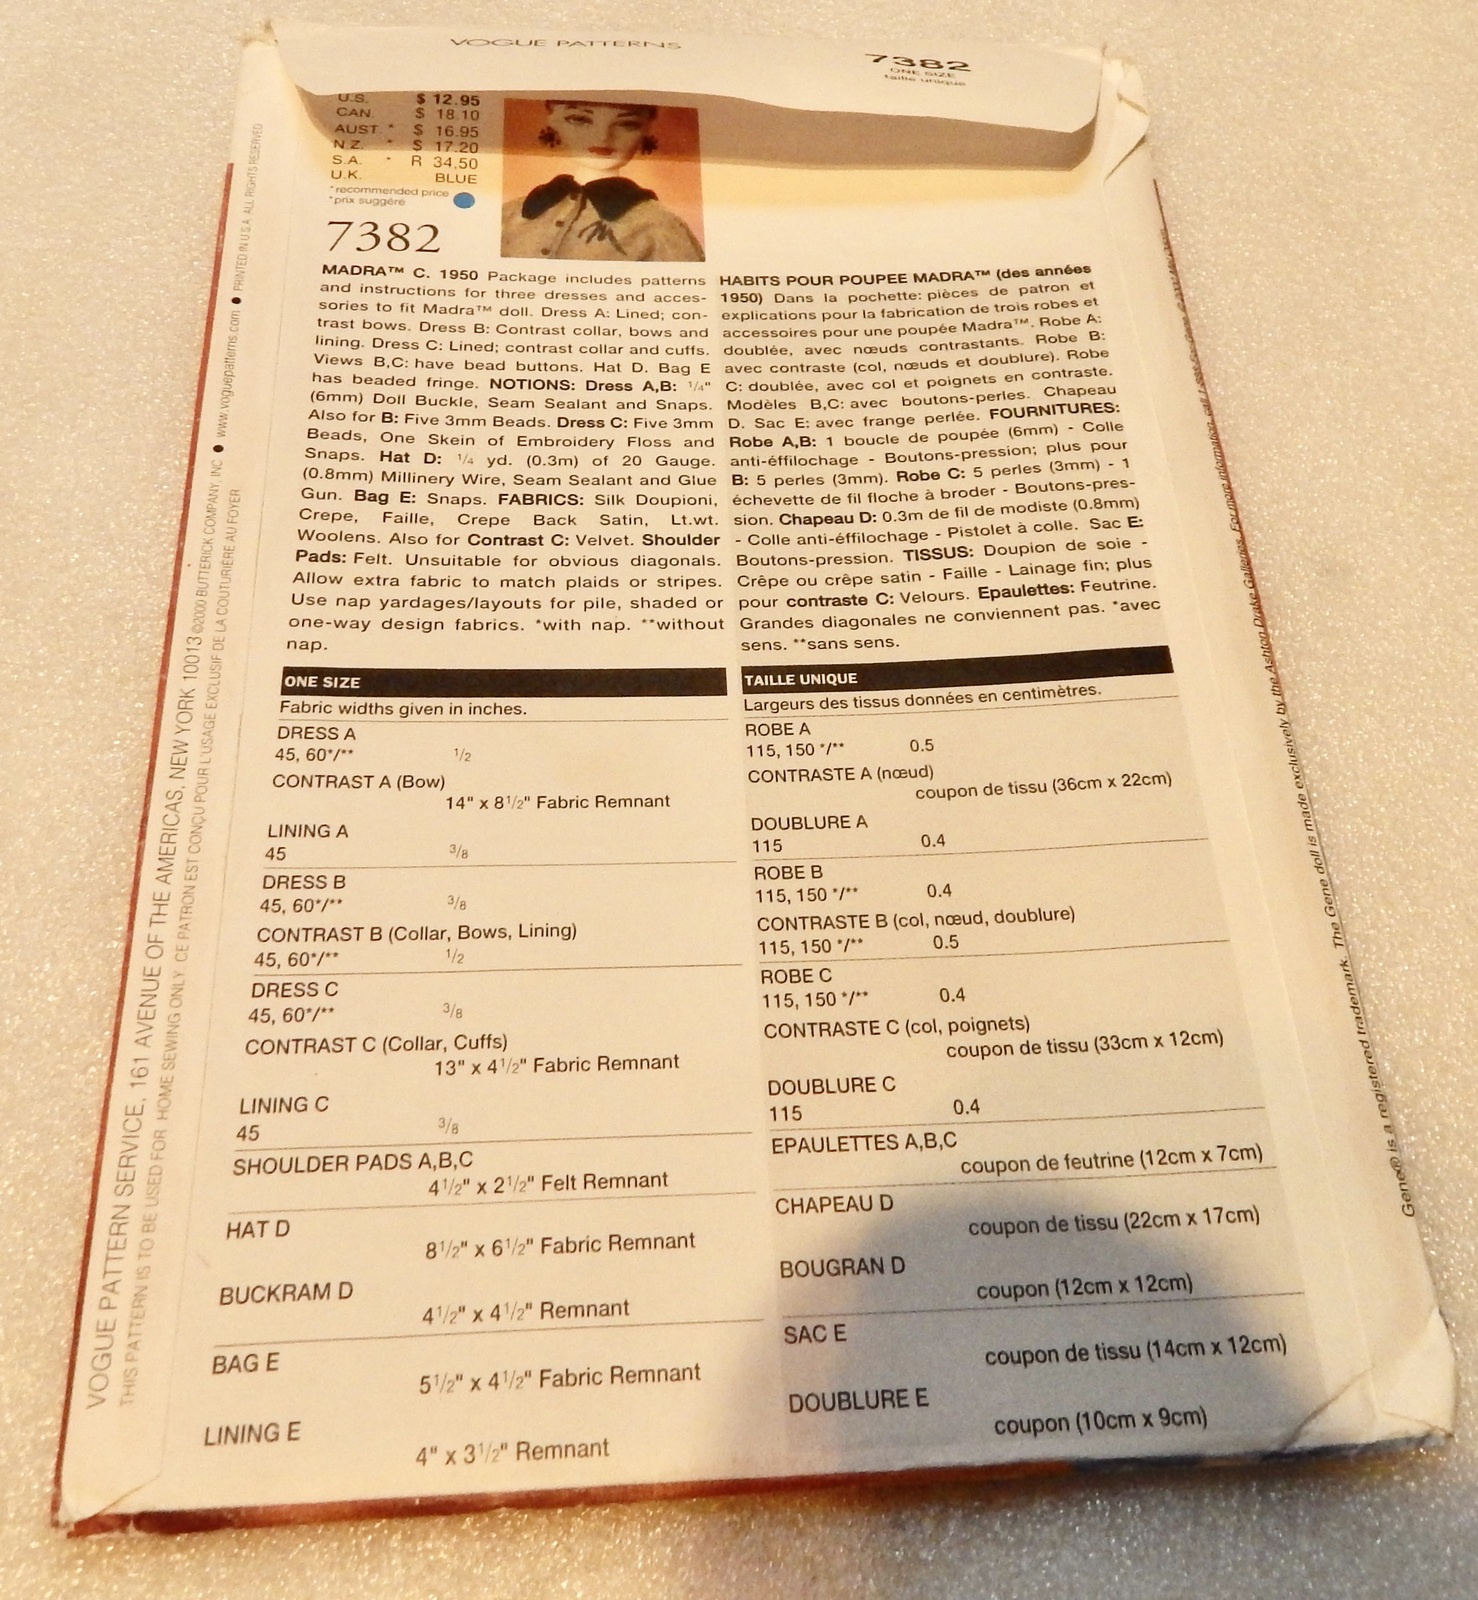 VOGUE PATTERNS
7382
ONE SIZE
taille unique
U.S. $ 12.95
CAN. $ 18.10
AUST. * $ 16.95
N.Z. * $ 17.20
S.A. * R 34,50
U.K. BLUE
*recommended price
*prix suggéré
7382
MADRA™ C. 1950 Package includes patterns
and instructions for three dresses and acces-
sories to fit Madra™ doll. Dress A: Lined; con-
trast bows. Dress B: Contrast collar, bows and
lining. Dress C: Lined; contrast collar and cuffs.
Views B,C: have bead buttons. Hat D. Bag E
has beaded fringe. NOTIONS: Dress A,B: 1/4"
(6mm) Doll Buckle, Seam Sealant and Snaps.
Also for B: Five 3mm Beads. Dress C: Five 3mm
Beads, One Skein of Embroidery Floss and
Snaps. Hat D: 1/4 yd. (0.3m) of 20 Gauge.
(0.8mm) Millinery Wire, Seam Sealant and Glue
Gun. Bag E: Snaps. FABRICS: Silk Doupioni,
Crepe, Faille, Crepe Back Satin, Lt.wt.
Woolens. Also for Contrast C: Velvet. Shoulder
Pads: Felt. Unsuitable for obvious diagonals.
Allow extra fabric to match plaids or stripes.
Use nap yardages/layouts for pile, shaded or
one-way design fabrics. *with nap. **without
nap.
HABITS POUR POUPEE MADRA™ (des années
1950) Dans la pochette: pièces de patron et
explications pour la fabrication de trois robes et
accessoires pour une poupée Madra™. Robe A:
doublée, avec nœuds contrastants. Robe B:
avec contraste (col, nœuds et doublure). Robe
C: doublée, avec col et poignets en contraste.
Modèles B,C: avec boutons-perles. Chapeau
D. Sac E: avec frange perlée. FOURNITURES:
Robe A,B: 1 boucle de poupée (6mm) - Colle
anti-éffilochage - Boutons-pression; plus pour
B: 5 perles (3mm). Robe C: 5 perles (3mm) - 1
échevette de fil floche à broder - Boutons-pres-
sion. Chapeau D: 0.3m de fil de modiste (0.8mm)
- Colle anti-éffilochage - Pistolet à colle. Sac E:
Boutons-pression. TISSUS: Doupion de soie -
Crêpe ou crêpe satin - Faille - Lainage fin; plus
pour contraste C: Velours. Epaulettes: Feutrine.
Grandes diagonales ne conviennent pas. *avec
sens. **sans sens.
ONE SIZE
Fabric widths given in inches.
DRESS A
45, 60*/** 1/2
CONTRAST A (Bow)
14" x 8 1/2" Fabric Remnant
LINING A
45 3/8
DRESS B
45, 60*/** 3/8
CONTRAST B (Collar, Bows, Lining)
45, 60*/** 1/2
DRESS C
45, 60*/** 3/8
CONTRAST C (Collar, Cuffs)
13" x 4 1/2" Fabric Remnant
LINING C
45 3/8
SHOULDER PADS A,B,C
4 1/2" x 2 1/2" Felt Remnant
HAT D
8 1/2" x 6 1/2" Fabric Remnant
BUCKRAM D
4 1/2" x 4 1/2" Remnant
BAG E
5 1/2" x 4 1/2" Fabric Remnant
LINING E
4" x 3 1/2" Remnant
TAILLE UNIQUE
Largeurs des tissus données en centimètres.
ROBE A
115, 150 */** 0.5
CONTRASTE A (nœud)
coupon de tissu (36cm x 22cm)
DOUBLURE A
115 0.4
ROBE B
115, 150 */** 0.4
CONTRASTE B (col, nœud, doublure)
115, 150 */** 0.5
ROBE C
115, 150 */** 0.4
CONTRASTE C (col, poignets)
coupon de tissu (33cm x 12cm)
DOUBLURE C
115 0.4
EPAULETTES A,B,C
coupon de feutrine (12cm x 7cm)
CHAPEAU D
coupon de tissu (22cm x 17cm)
BOUGRAN D
coupon (12cm x 12cm)
SAC E
coupon de tissu (14cm x 12cm)
DOUBLURE E
coupon (10cm x 9cm)
VOGUE PATTERN SERVICE, 161 AVENUE OF THE AMERICAS, NEW YORK 10013 ©2000 BUTTERICK COMPANY, INC ● www.voguepatterns.com ● PRINTED IN U.S.A. ALL RIGHTS RESERVED
THIS PATTERN IS TO BE USED FOR HOME SEWING ONLY CE PATRON EST CONÇU POUR L'USAGE EXCLUSIF DE LA COUTURIÈRE AU FOYER
Gene® is a registered trademark. The Gene doll is made exclusively by the Ashton Drake Galleries. For more information, call